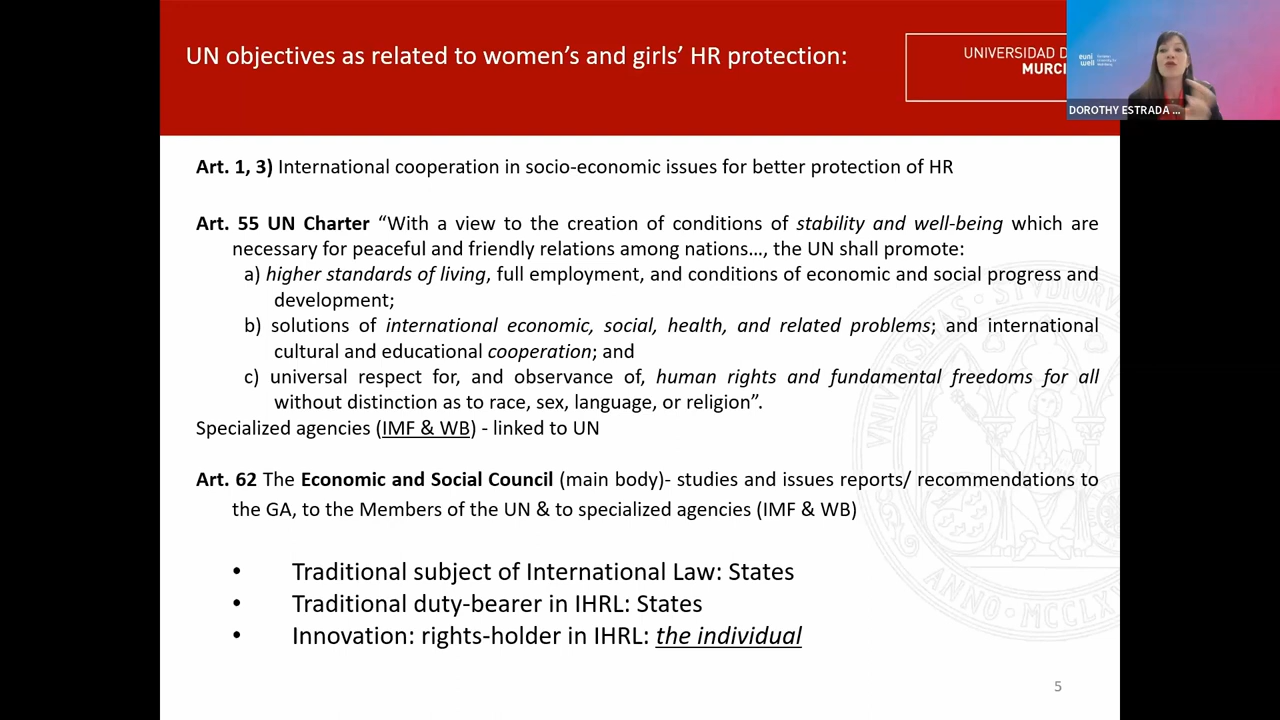 UN objectives as related to women’s and girls’ HR protection:
UNIVERSIDAD D
MURCI
euni
well
DOROTHY ESTRADA ...
Art. 1, 3) International cooperation in socio-economic issues for better protection of HR
Art. 55 UN Charter “With a view to the creation of conditions of stability and well-being which are
necessary for peaceful and friendly relations among nations…, the UN shall promote:
a) higher standards of living, full employment, and conditions of economic and social progress and
development;
b) solutions of international economic, social, health, and related problems; and international
cultural and educational cooperation; and
c) universal respect for, and observance of, human rights and fundamental freedoms for all
without distinction as to race, sex, language, or religion”.
Specialized agencies (IMF & WB) - linked to UN
Art. 62 The Economic and Social Council (main body)- studies and issues reports/ recommendations to
the GA, to the Members of the UN & to specialized agencies (IMF & WB)
• Traditional subject of International Law: States
• Traditional duty-bearer in IHRL: States
• Innovation: rights-holder in IHRL: the individual
5